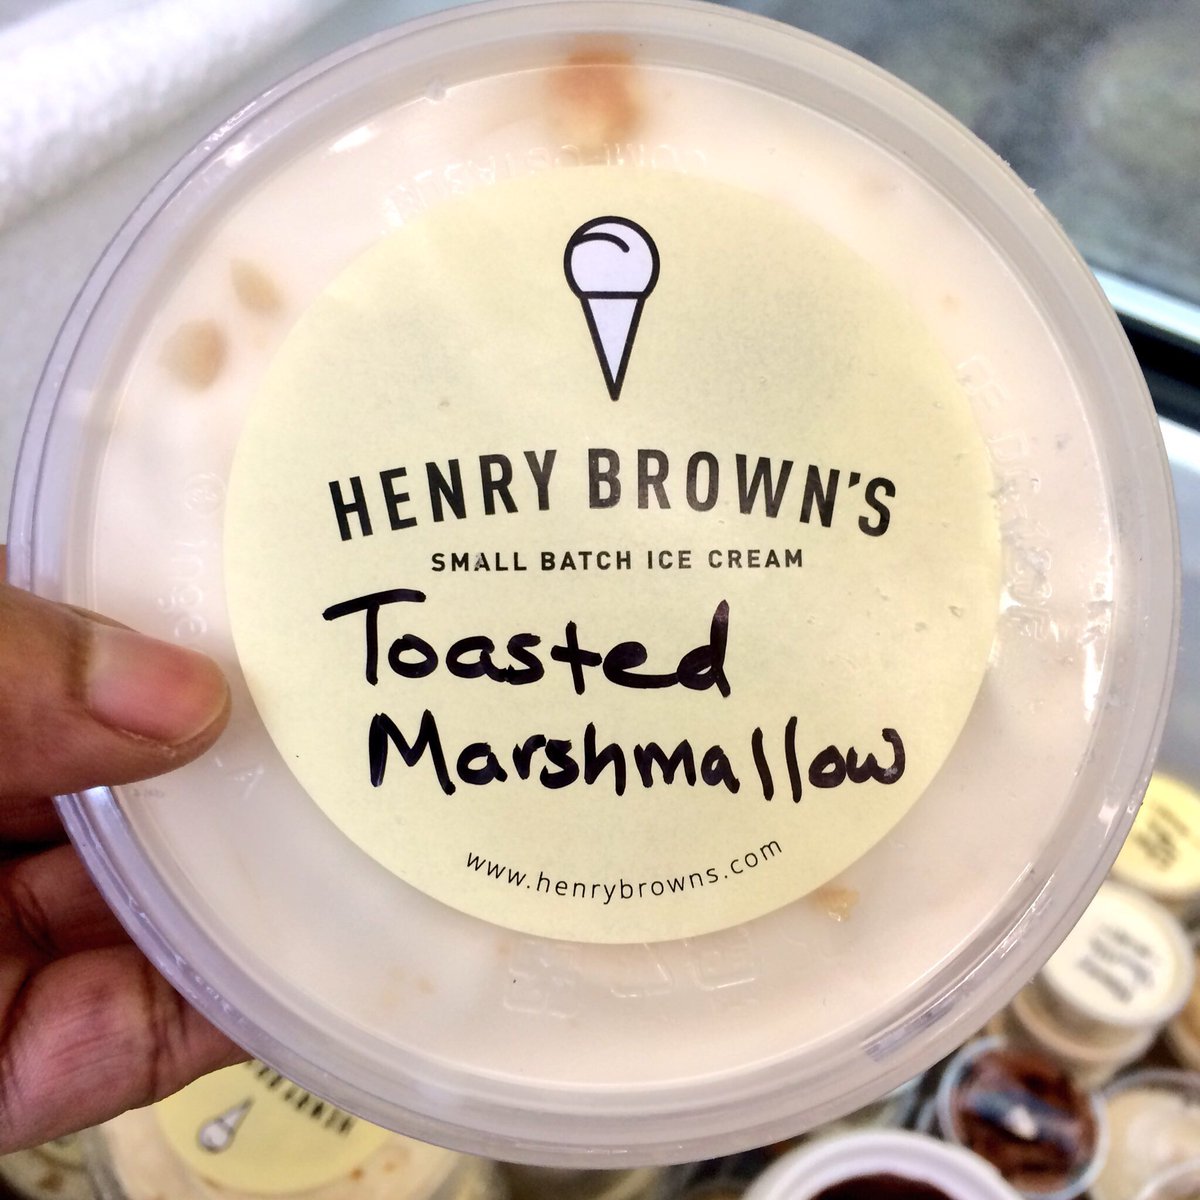 HENRY BROWN'S
SMALL BATCH ICE CREAM
Toasted
Marshmallow
www.henrybrowns.com